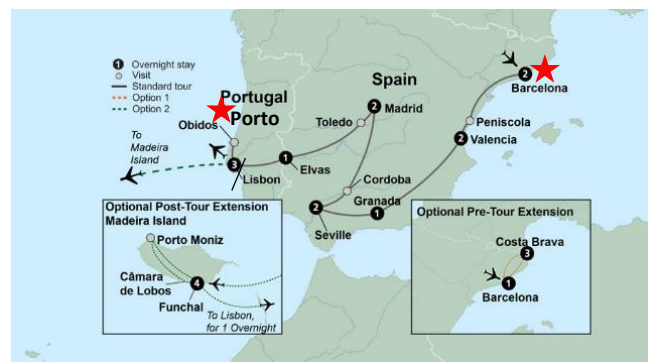 1 Overnight stay
Visit
Standard tour
Option 1
Option 2
Spain
Portugal
Porto
2
Barcelona
2
Madrid
Toledo
Peniscola
2
Valencia
Obidos
To
Madeira
Island
3
Lisbon
1
Elvas
Cordoba
Granada
1
2
Seville
Optional Post-Tour Extension
Madeira Island
Porto Moniz
Câmara
de Lobos
4
Funchal
To Lisbon,
for 1 Overnight
Optional Pre-Tour Extension
Costa Brava
3
1
Barcelona